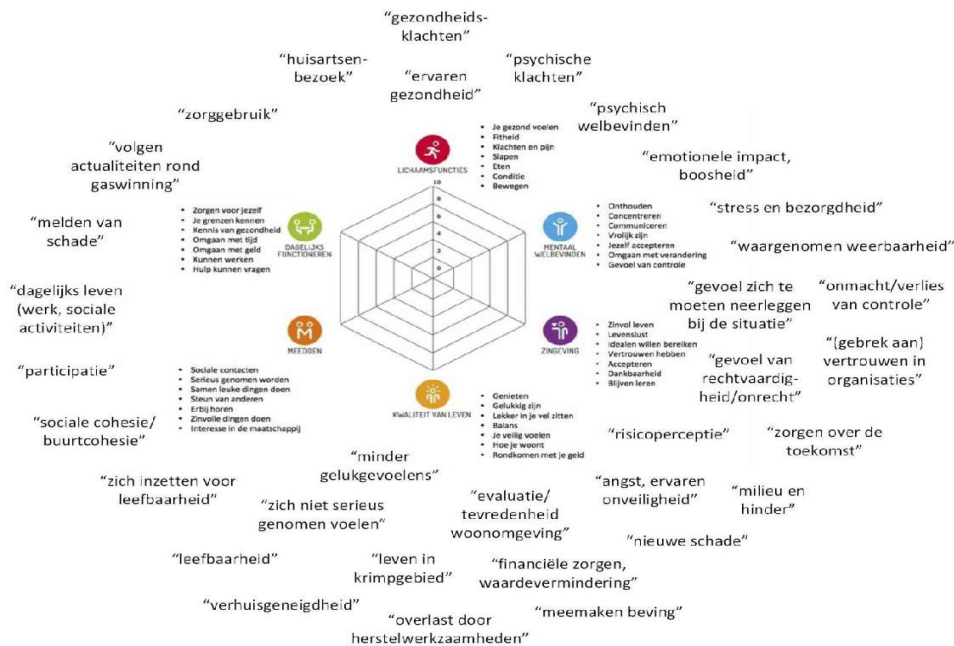 “gezondheids-
klachten”
“huisartsen-
bezoek”
“ervaren
gezondheid”
“psychische
klachten”
“zorggebruik”
“psychisch
welbevinden”
“volgen
actualiteiten rond
gaswinning”
“emotionele impact,
boosheid”
LICHAAMSFUNCTIES
• Je gezond voelen
• Fitheid
• Klachten en pijn
• Slapen
• Eten
• Conditie
• Bewegen
10
8
6
4
2
0
“melden van
schade”
• Zorgen voor jezelf
• Je grenzen kennen
• Kennis van gezondheid
• Omgaan met tijd
• Omgaan met geld
• Kunnen werken
• Hulp kunnen vragen
DAGELIJKS
FUNCTIONEREN
MENTAAL
WELBEVINDEN
• Onthouden
• Concentreren
• Communiceren
• Vrolijk zijn
• Jezelf accepteren
• Omgaan met verandering
• Gevoel van controle
“stress en bezorgdheid”
“waargenomen weerbaarheid”
“dagelijks leven
(werk, sociale
activiteiten)”
“gevoel zich te
moeten neerleggen
bij de situatie”
“onmacht/verlies
van controle”
MEEDOEN
ZINGEVING
• Zinvol leven
• Levenslust
• Idealen willen bereiken
• Vertrouwen hebben
• Accepteren
• Dankbaarheid
• Blijven leren
“gevoel van
rechtvaardig-
heid/onrecht”
“(gebrek aan)
vertrouwen in
organisaties”
“participatie”
• Sociale contacten
• Serieus genomen worden
• Samen leuke dingen doen
• Steun van anderen
• Erbij horen
• Zinvolle dingen doen
• Interesse in de maatschappij
KWALITEIT VAN LEVEN
• Genieten
• Gelukkig zijn
• Lekker in je vel zitten
• Balans
• Je veilig voelen
• Hoe je woont
• Rondkomen met je geld
“sociale cohesie/
buurtcohesie”
“risicoperceptie”
“zorgen over de
toekomst”
“minder
gelukgevoelens”
“zich inzetten voor
leefbaarheid”
“zich niet serieus
genomen voelen”
“evaluatie/
tevredenheid
woonomgeving”
“angst, ervaren
onveiligheid”
“milieu en
hinder”
“nieuwe schade”
“leefbaarheid”
“leven in
krimpgebied”
“financiële zorgen,
waardevermindering”
“verhuisgeneigdheid”
“overlast door
herstelwerkzaamheden”
“meemaken beving”